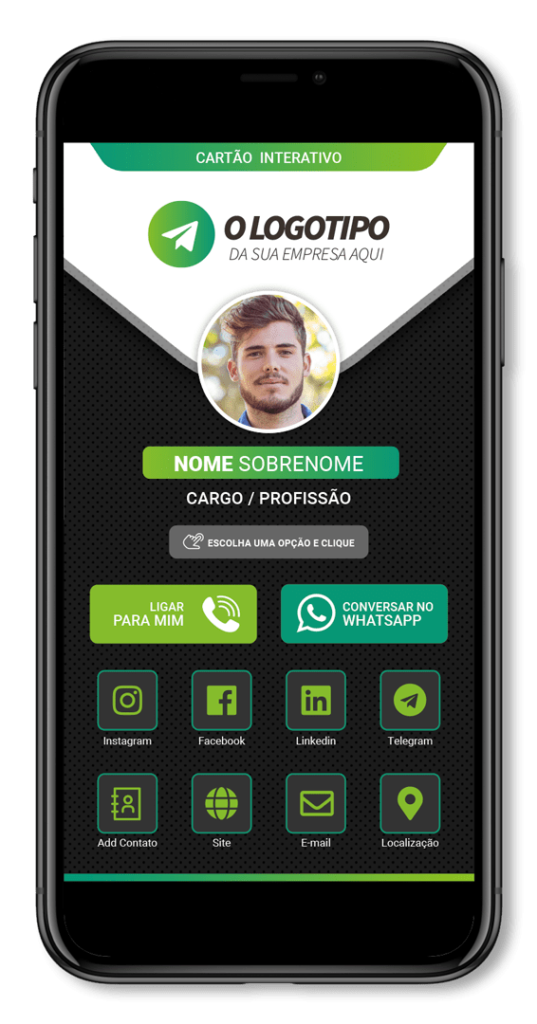 CARTÃO INTERATIVO
O LOGOTIPO
DA SUA EMPRESA AQUI
NOME SOBRENOME
CARGO / PROFISSÃO
ESCOLHA UMA OPÇÃO E CLIQUE
LIGAR
PARA MIM
CONVERSAR NO
WHATSAPP
Instagram
Facebook
Linkedin
Telegram
Add Contato
Site
E-mail
Localização